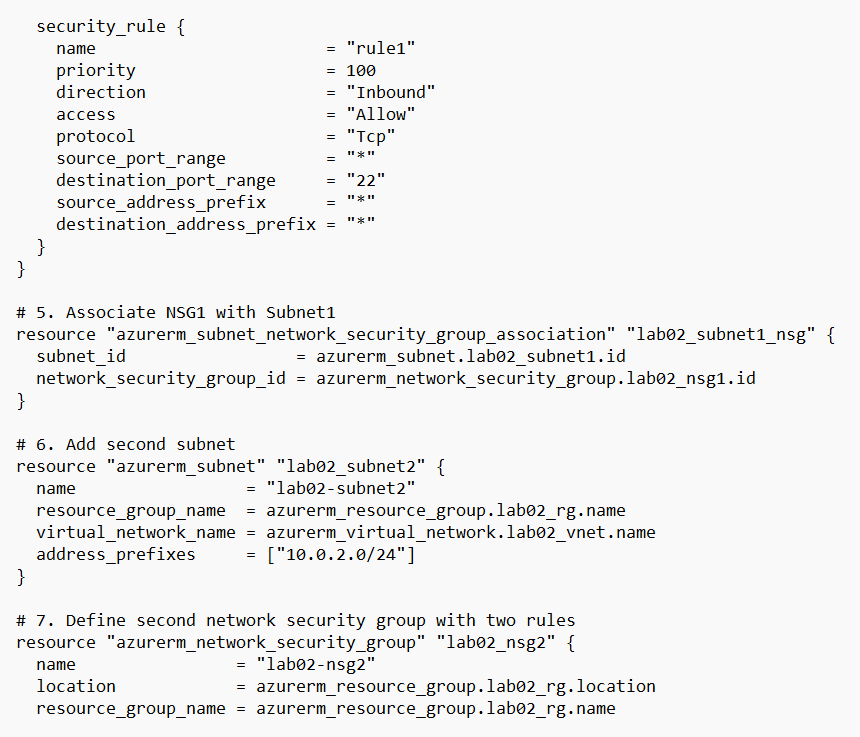 security_rule {
    name                       = "rule1"
    priority                   = 100
    direction                  = "Inbound"
    access                     = "Allow"
    protocol                   = "Tcp"
    source_port_range          = "*"
    destination_port_range     = "22"
    source_address_prefix      = "*"
    destination_address_prefix = "*"
  }
}

# 5. Associate NSG1 with Subnet1
resource "azurerm_subnet_network_security_group_association" "lab02_subnet1_nsg" {
  subnet_id                 = azurerm_subnet.lab02_subnet1.id
  network_security_group_id = azurerm_network_security_group.lab02_nsg1.id
}

# 6. Add second subnet
resource "azurerm_subnet" "lab02_subnet2" {
  name                 = "lab02-subnet2"
  resource_group_name  = azurerm_resource_group.lab02_rg.name
  virtual_network_name = azurerm_virtual_network.lab02_vnet.name
  address_prefixes     = ["10.0.2.0/24"]
}

# 7. Define second network security group with two rules
resource "azurerm_network_security_group" "lab02_nsg2" {
  name                = "lab02-nsg2"
  location            = azurerm_resource_group.lab02_rg.location
  resource_group_name = azurerm_resource_group.lab02_rg.name